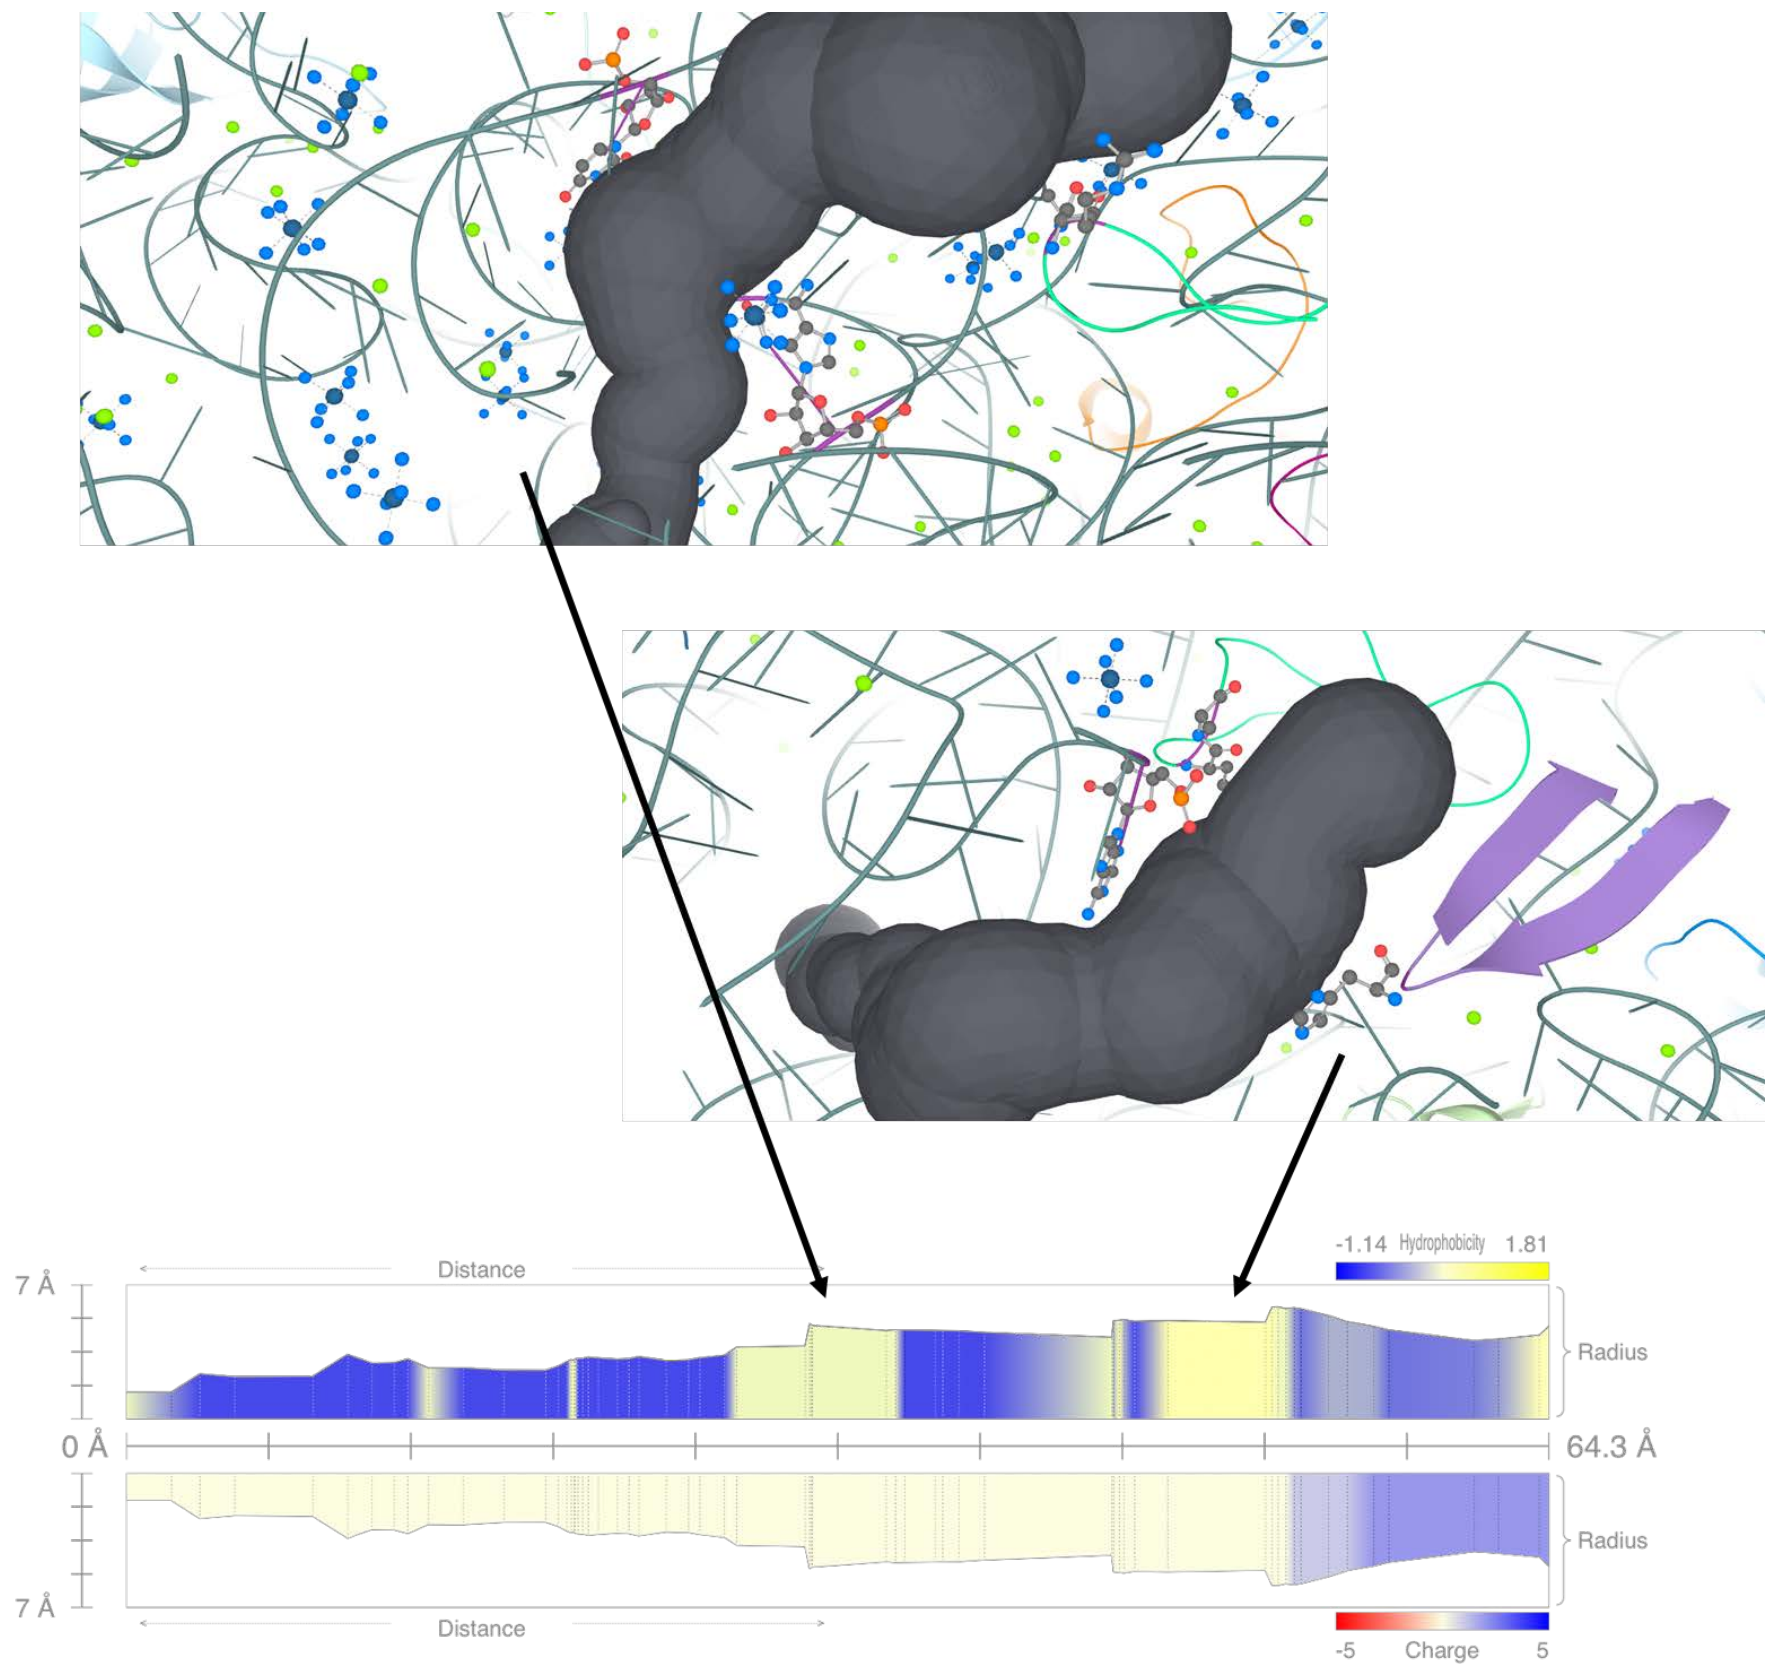 -1.14 Hydrophobicity 1.81
Distance
7 Å
Radius
0 Å
64.3 Å
Radius
7 Å
Distance
-5 Charge 5